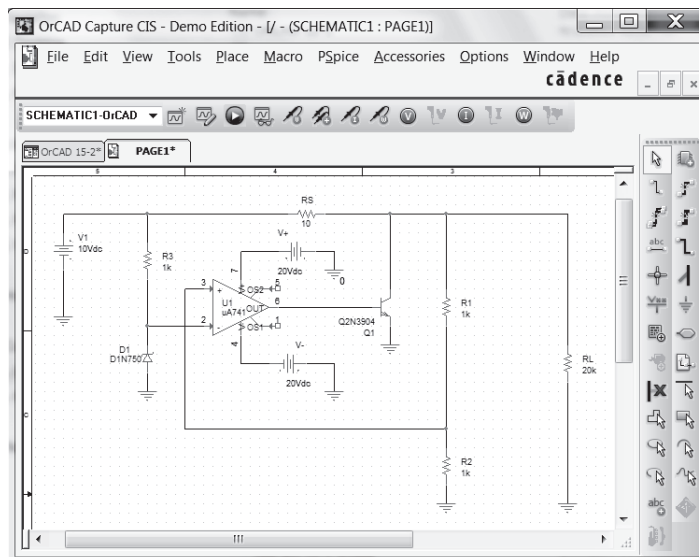 OrCAD Capture CIS - Demo Edition - [/ - (SCHEMATIC1 : PAGE1)]
File Edit View Tools Place Macro PSpice Accessories Options Window Help
cādence
SCHEMATIC1-OrCAD
OrCAD 15-2* PAGE1*
5 4 3
RS
10
V1
10Vdc
R3
1k
V+
20Vdc
0
7
3
+
OS2
5
U1
uA741
OUT
6
2
-
OS1
1
4
Q2N3904
Q1
R1
1k
V-
20Vdc
D1
D1N750
RL
20k
R2
1k
D
C
abc
Vss
abc